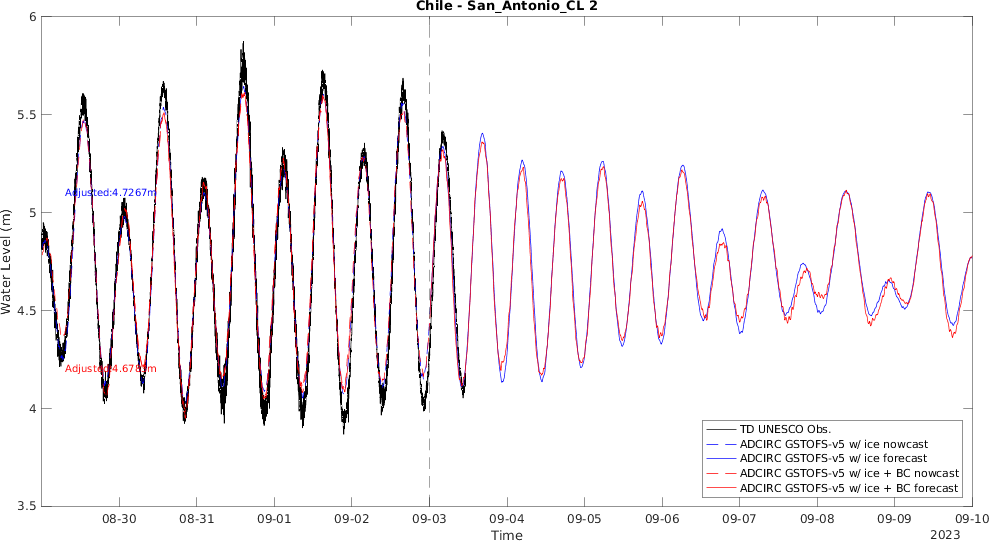 Chile - San_Antonio_CL 2
6
5.5
5
4.5
4
3.5
Water Level (m)
Adjusted:4.7267m
TD UNESCO Obs.
ADCIRC GSTOFS-v5 w/ ice nowcast
ADCIRC GSTOFS-v5 w/ ice forecast
ADCIRC GSTOFS-v5 w/ ice + BC nowcast
ADCIRC GSTOFS-v5 w/ ice + BC forecast
08-30 08-31 09-01 09-02 09-03 09-04 09-05 09-06 09-07 09-08 09-09 09-10
Time
2023